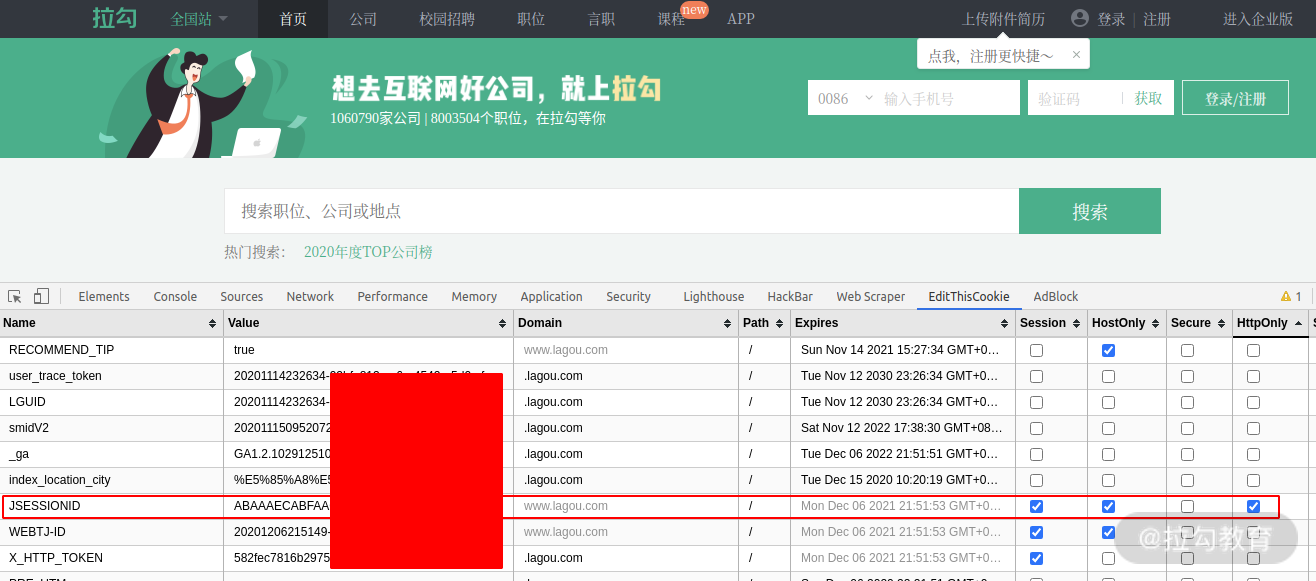 拉勾 全国站 首页 公司 校园招聘 职位 言职 课程 new APP 上传附件简历 登录 | 注册 进入企业版
点我，注册更快捷～ ×
想去互联网好公司，就上拉勾
1060790家公司 | 8003504个职位，在拉勾等你
0086 输入手机号 验证码 获取 登录/注册
搜索职位、公司或地点 搜索
热门搜索： 2020年度TOP公司榜
Elements Console Sources Network Performance Memory Application Security Lighthouse HackBar Web Scraper EditThisCookie AdBlock 1
Name Value Domain Path Expires Session HostOnly Secure HttpOnly
RECOMMEND_TIP true www.lagou.com / Sun Nov 14 2021 15:27:34 GMT+0…
user_trace_token 20201114232634- .lagou.com / Tue Nov 12 2030 23:26:34 GMT+0…
LGUID 20201114232634- .lagou.com / Tue Nov 12 2030 23:26:34 GMT+0…
smidV2 202011150952072 .lagou.com / Sat Nov 12 2022 17:38:30 GMT+08…
_ga GA1.2.102912510 .lagou.com / Tue Dec 06 2022 21:51:51 GMT+0…
index_location_city %E5%85%A8%E5 .lagou.com / Tue Dec 15 2020 10:20:19 GMT+0…
JSESSIONID ABAAAECABFAA www.lagou.com / Mon Dec 06 2021 21:51:53 GMT+0…
WEBTJ-ID 20201206215149- www.lagou.com / Mon Dec 06 2021 21:51:53 GMT+0…
X_HTTP_TOKEN 582fec7816b2975 .lagou.com / Mon Dec 06 2021 21:51:53 GMT+0…
@拉勾教育